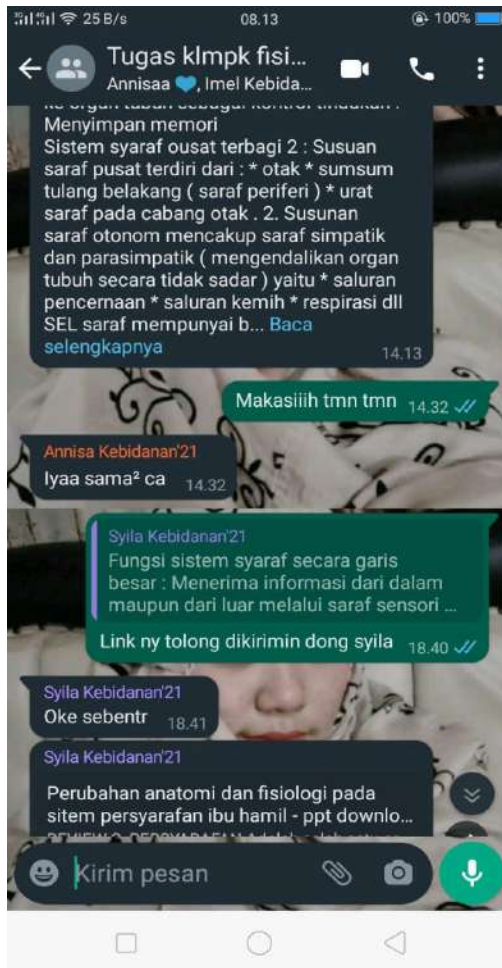 25 B/s
08.13
100%
Tugas klmpk fisi...
Annisaa 💙, Imel Kebida...
ke organ tubuh sebagai kontrol tindakan .
Menyimpan memori
Sistem syaraf ousat terbagi 2 : Susuan
saraf pusat terdiri dari : * otak * sumsum
tulang belakang ( saraf periferi ) * urat
saraf pada cabang otak . 2. Susunan
saraf otonom mencakup saraf simpatik
dan parasimpatik ( mengendalikan organ
tubuh secara tidak sadar ) yaitu * saluran
pencernaan * saluran kemih * respirasi dll
SEL saraf mempunyai b... Baca
selengkapnya
14.13
Makasiiih tmn tmn 14.32
Annisa Kebidanan'21
Iyaa sama² ca 14.32
Syila Kebidanan'21
Fungsi sistem syaraf secara garis
besar : Menerima informasi dari dalam
maupun dari luar melalui saraf sensori ...
Link ny tolong dikirimin dong syila 18.40
Syila Kebidanan'21
Oke sebentr 18.41
Syila Kebidanan'21
Perubahan anatomi dan fisiologi pada
sitem persyarafan ibu hamil - ppt downlo...
Kirim pesan